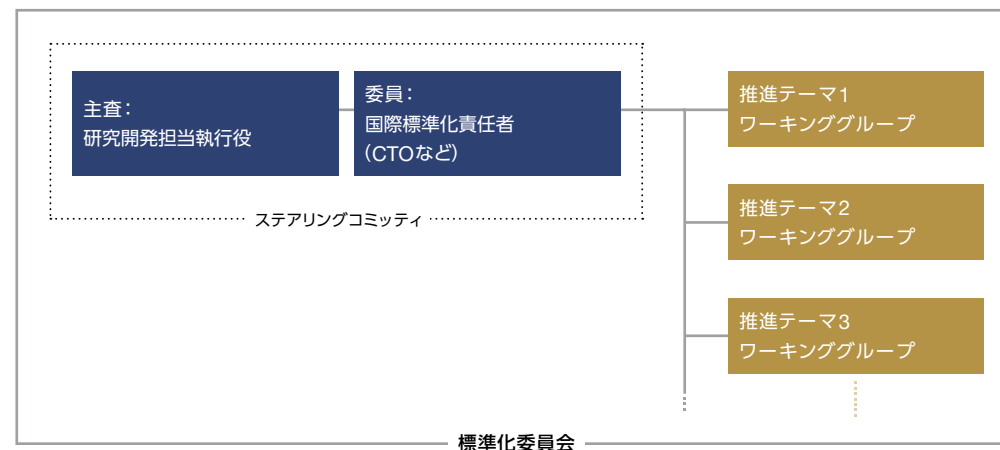 主査：
研究開発担当執行役
委員：
国際標準化責任者
（CTOなど）
ステアリングコミッティ
推進テーマ1
ワーキンググループ
推進テーマ2
ワーキンググループ
推進テーマ3
ワーキンググループ
標準化委員会